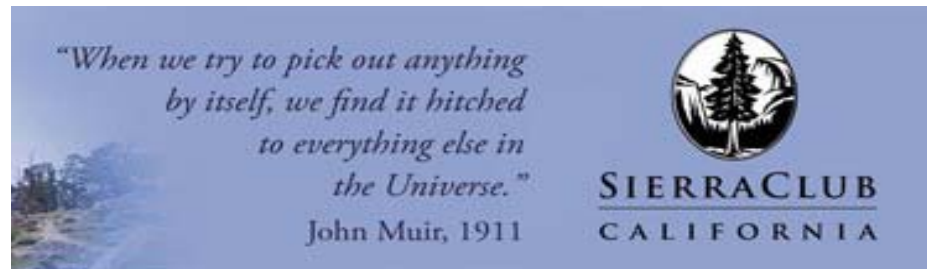 “When we try to pick out anything
by itself, we find it hitched
to everything else in
the Universe.”
John Muir, 1911
SIERRACLUB
CALIFORNIA